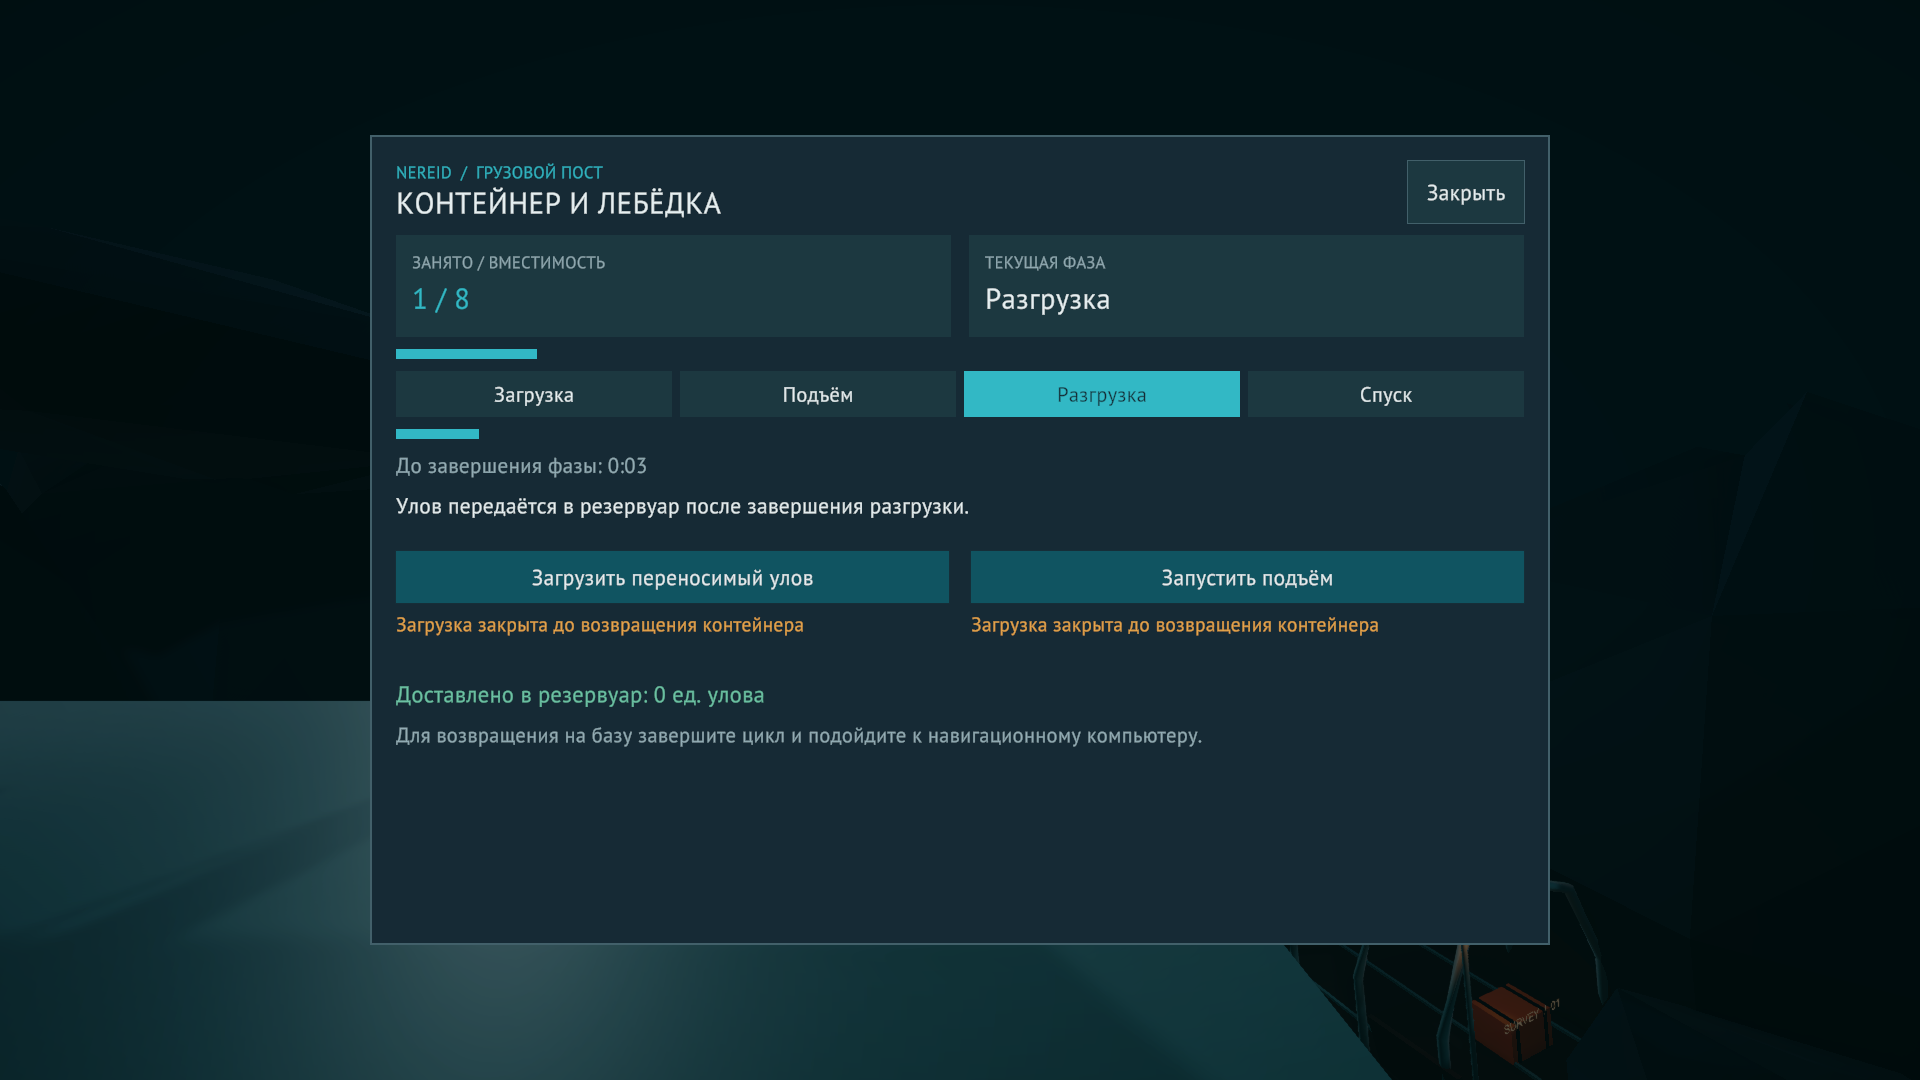 NEREID / ГРУЗОВОЙ ПОСТ
КОНТЕЙНЕР И ЛЕБЁДКА
Закрыть
ЗАНЯТО / ВМЕСТИМОСТЬ
1 / 8
ТЕКУЩАЯ ФАЗА
Разгрузка
Загрузка
Подъём
Разгрузка
Спуск
До завершения фазы: 0:03
Улов передаётся в резервуар после завершения разгрузки.
Загрузить переносимый улов
Запустить подъём
Загрузка закрыта до возвращения контейнера
Загрузка закрыта до возвращения контейнера
Доставлено в резервуар: 0 ед. улова
Для возвращения на базу завершите цикл и подойдите к навигационному компьютеру.
SURVEY
01